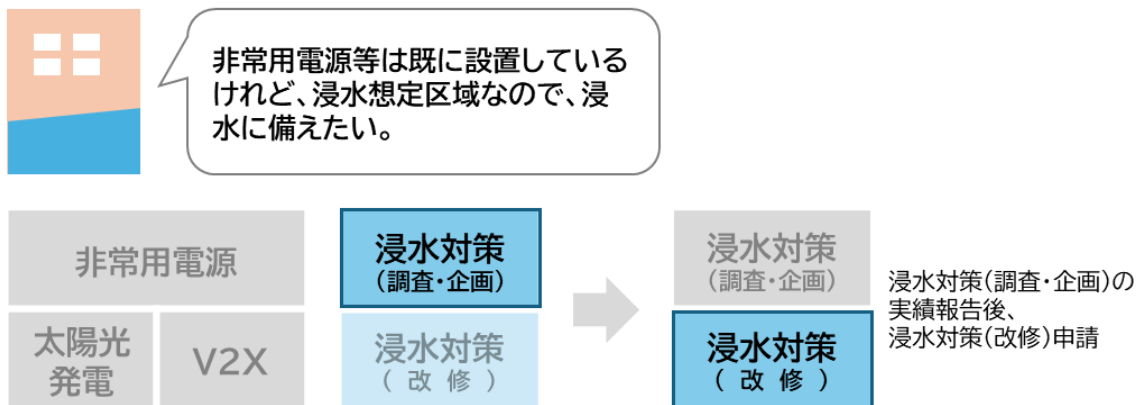 非常用電源等は既に設置している
けれど、浸水想定区域なので、浸
水に備えたい。
非常用電源
太陽光
発電
V2X
浸水対策
(調査・企画)
浸水対策
( 改 修 )
浸水対策
(調査・企画)
浸水対策
( 改 修 )
浸水対策(調査・企画)の
実績報告後、
浸水対策(改修)申請